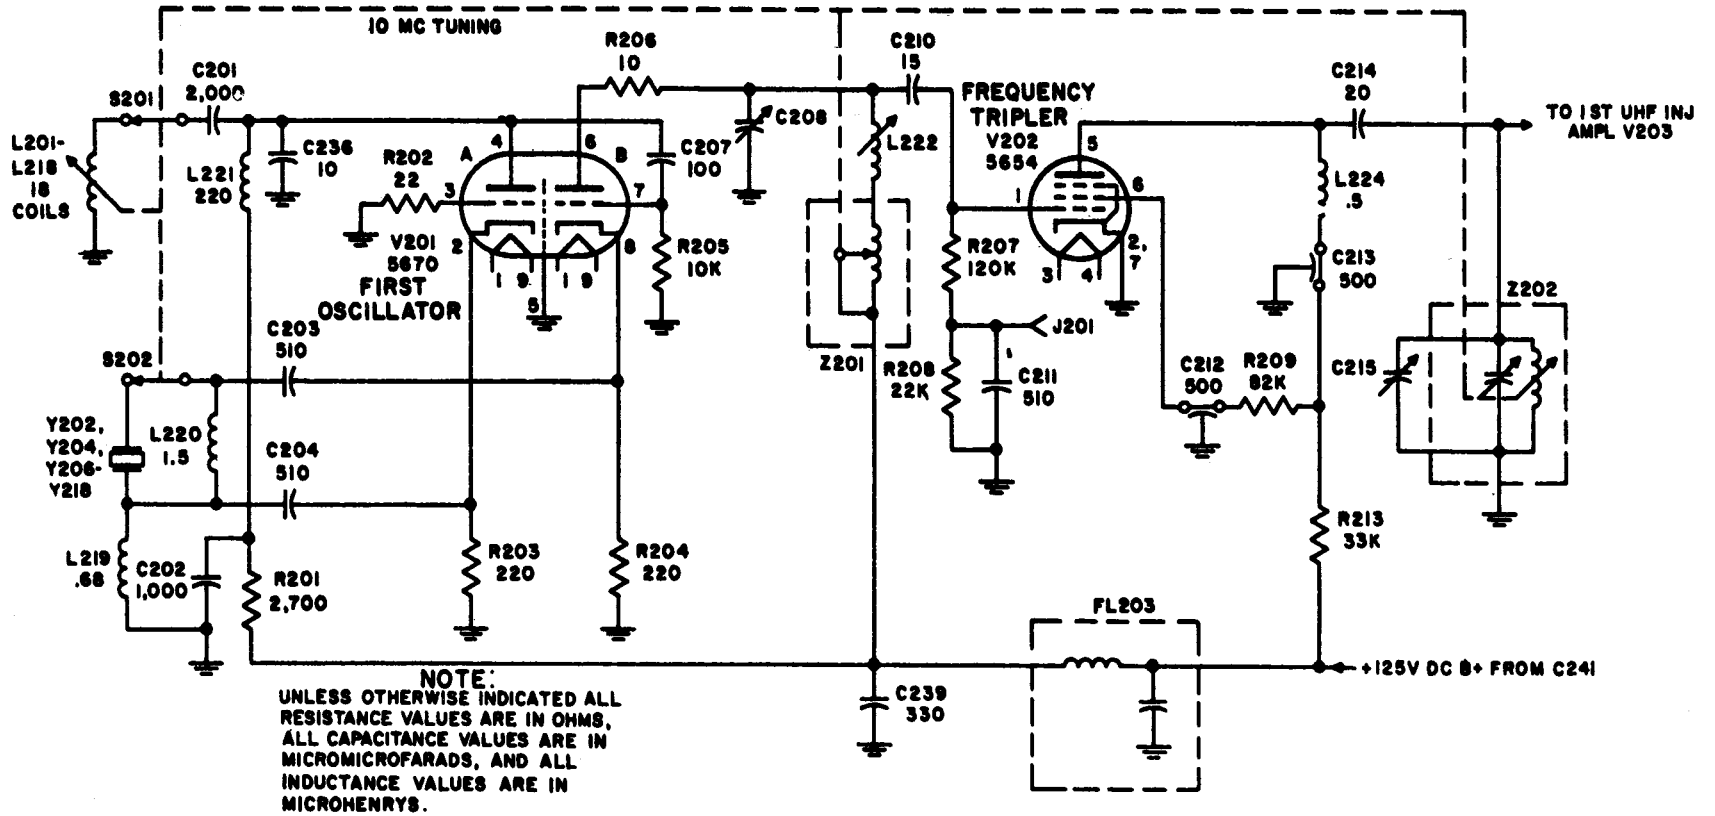 10 MC TUNING
R206
10
C210
15
C201
2,000
S201
L201-
L218
18
COILS
C236
10
L221
220
R202
22
A
4
6
B
3
7
2
8
V201
5670
FIRST
OSCILLATOR
1
9
1
9
5
C207
100
R205
10K
C208
L222
FREQUENCY
TRIPLER
V202
5654
5
1
6
2,
7
3
4
C214
20
TO 1ST UHF INJ
AMPL V203
L224
.5
C213
500
R207
120K
J201
Z201
R208
22K
C211
510
C212
500
R209
82K
Z202
C215
C203
510
S202
Y202,
Y204,
Y206-
Y218
L220
1.5
C204
510
L219
.68
C202
1,000
R201
2,700
R203
220
R204
220
R213
33K
FL203
+125V DC B+ FROM C241
C239
330
NOTE:
UNLESS OTHERWISE INDICATED ALL
RESISTANCE VALUES ARE IN OHMS,
ALL CAPACITANCE VALUES ARE IN
MICROMICROFARADS, AND ALL
INDUCTANCE VALUES ARE IN
MICROHENRYS.